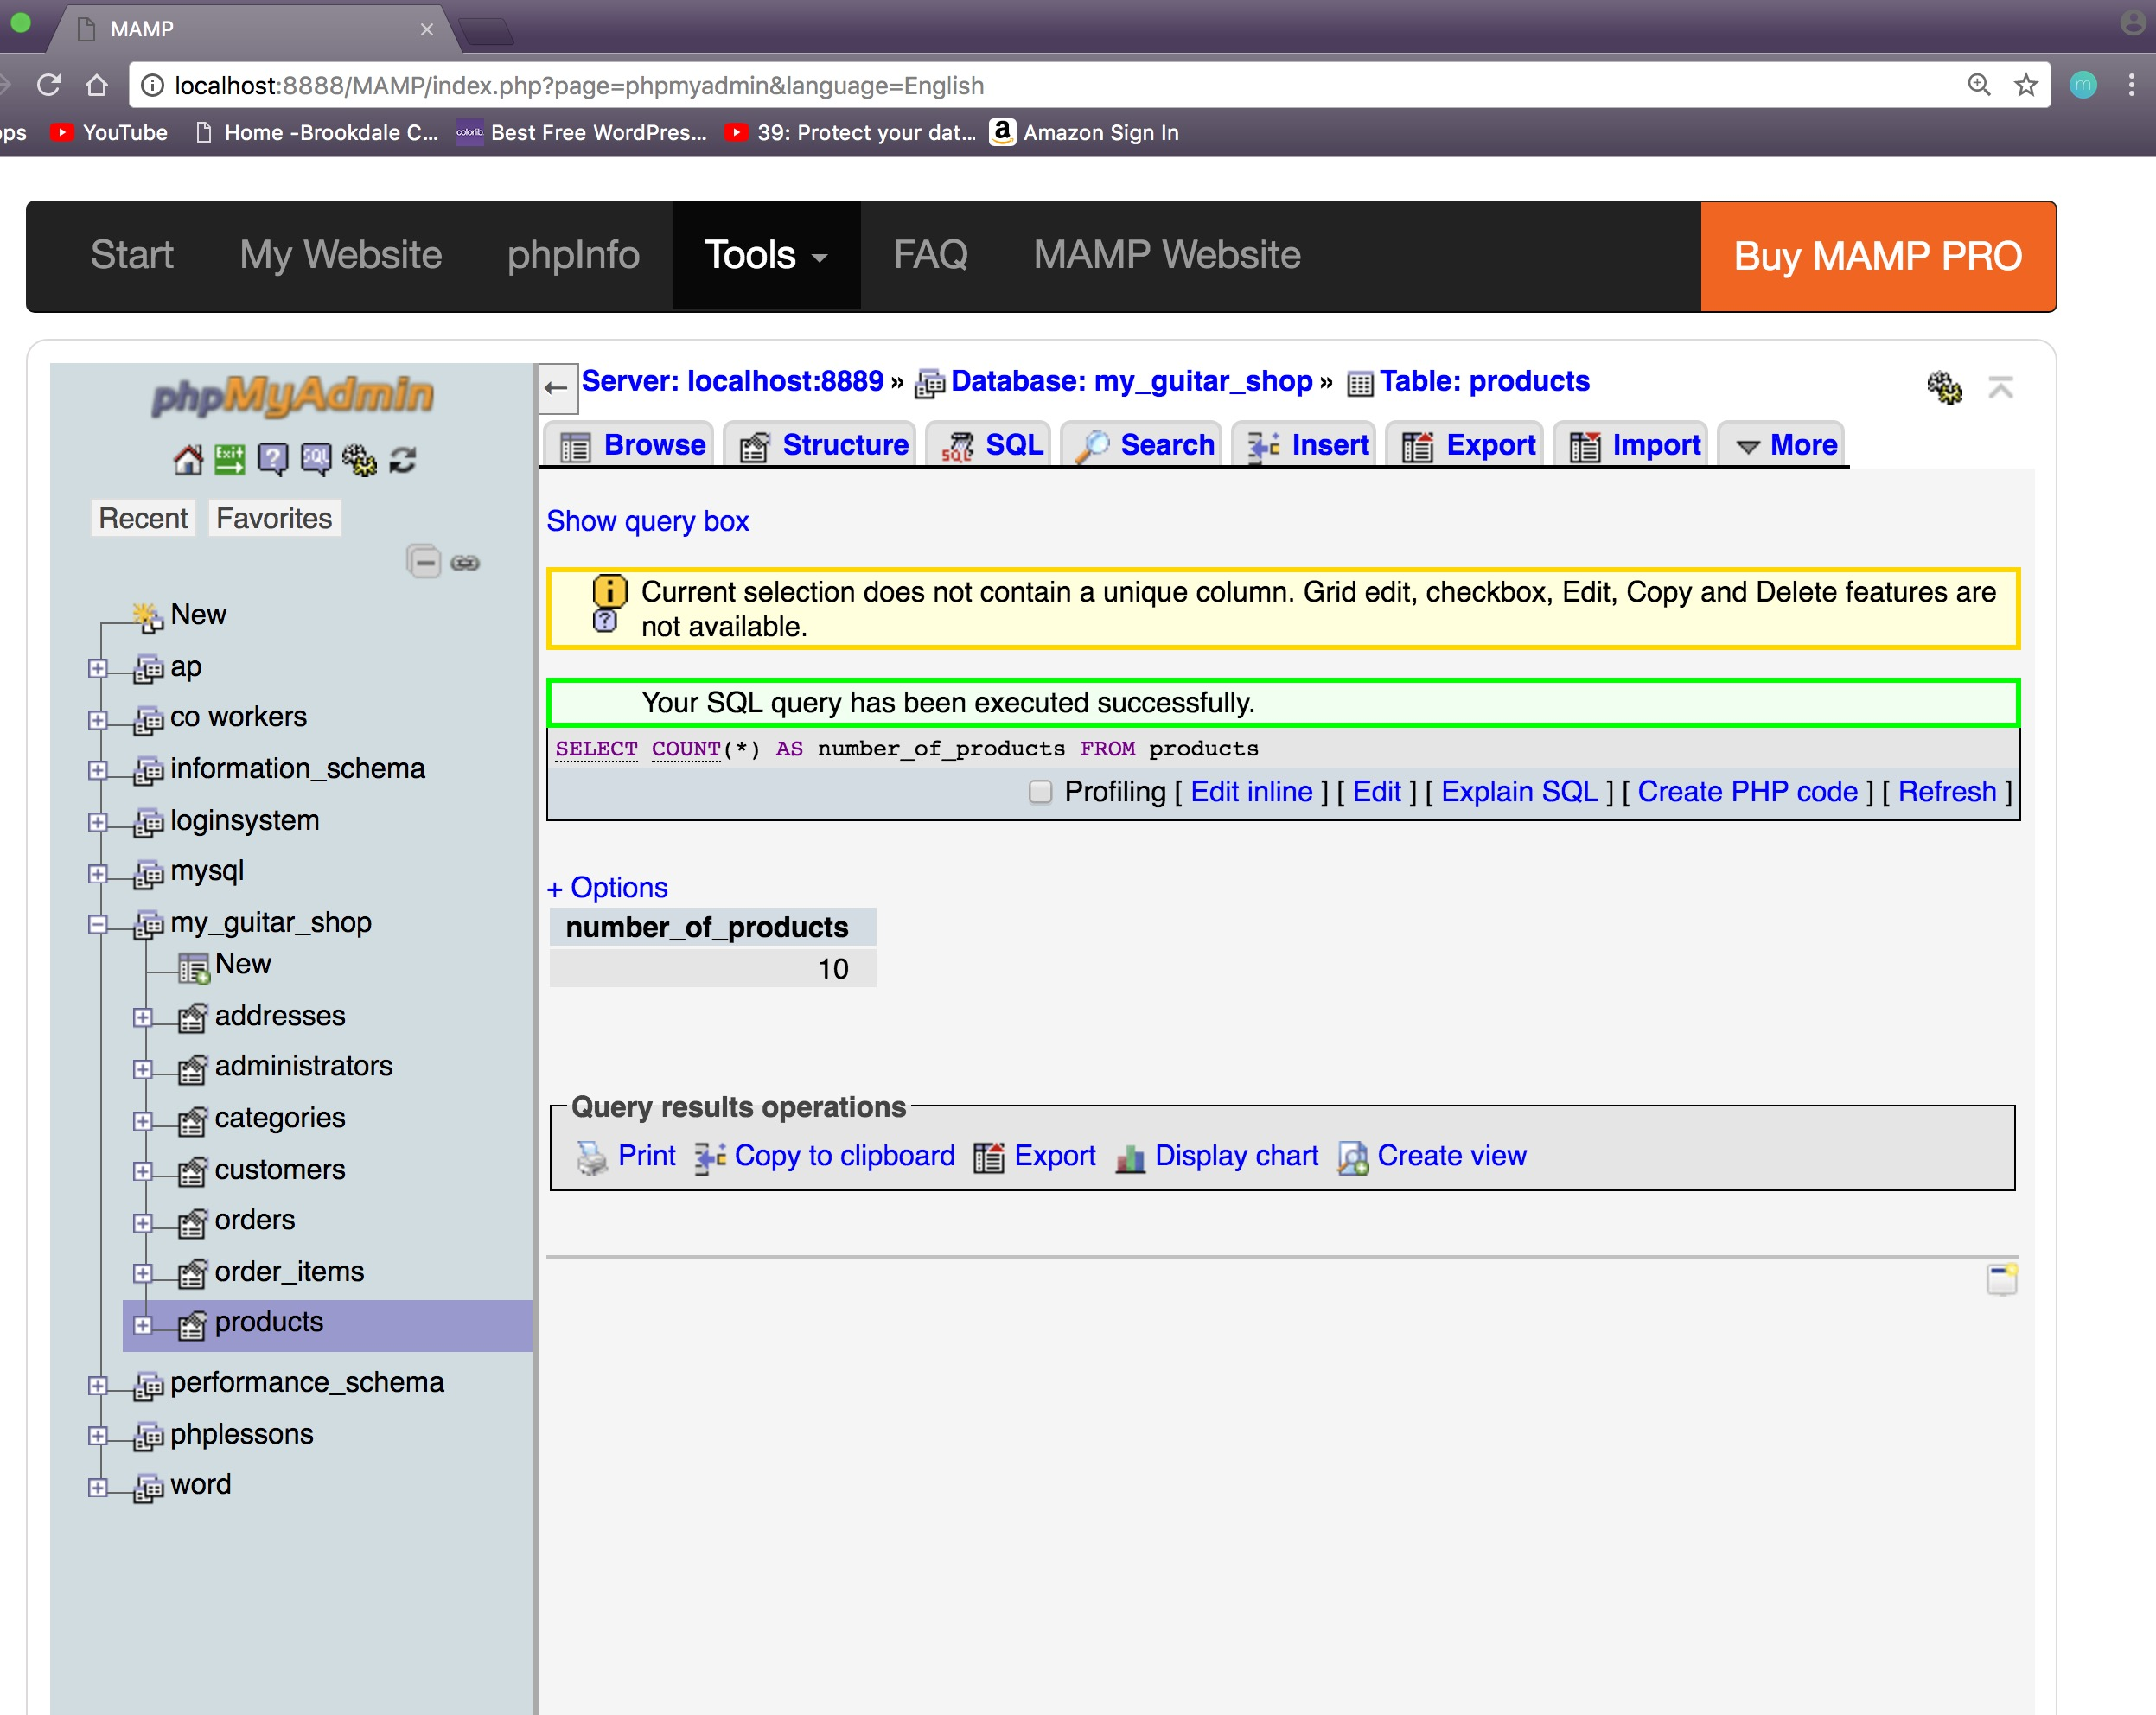 MAMP
localhost:8888/MAMP/index.php?page=phpmyadmin&language=English
ps YouTube Home -Brookdale C... colorlib. Best Free WordPres... 39: Protect your dat... a Amazon Sign In
Start My Website phpInfo Tools FAQ MAMP Website Buy MAMP PRO
phpMyAdmin
Exit ? SQL
Recent Favorites
New
ap
co workers
information_schema
loginsystem
mysql
my_guitar_shop
New
addresses
administrators
categories
customers
orders
order_items
products
performance_schema
phplessons
word
Server: localhost:8889 » Database: my_guitar_shop » Table: products
Browse Structure SQL Search Insert Export Import More
Show query box
Current selection does not contain a unique column. Grid edit, checkbox, Edit, Copy and Delete features are
not available.
Your SQL query has been executed successfully.
SELECT COUNT(*) AS number_of_products FROM products
Profiling [ Edit inline ] [ Edit ] [ Explain SQL ] [ Create PHP code ] [ Refresh ]
+ Options
number_of_products
10
Query results operations
Print Copy to clipboard Export Display chart Create view